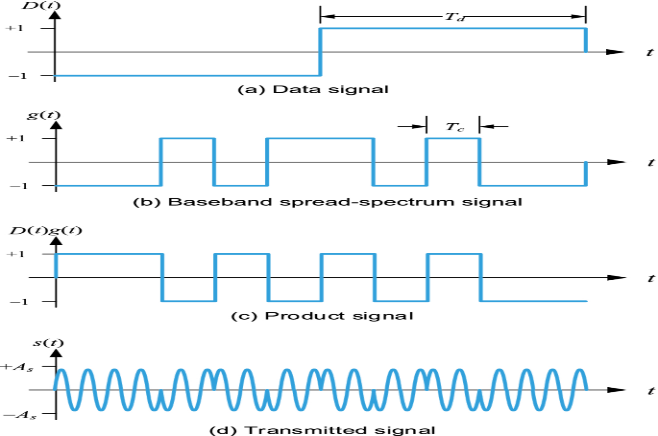 D(t)
+1
T_d
t
−1
(a) Data signal
g(t)
+1
T_c
t
−1
(b) Baseband spread-spectrum signal
D(t)g(t)
+1
t
−1
(c) Product signal
s(t)
+A_s
t
−A_s
(d) Transmitted signal